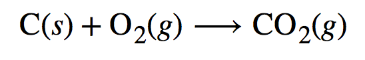 C(s) + O₂(g) ⟶ CO₂(g)